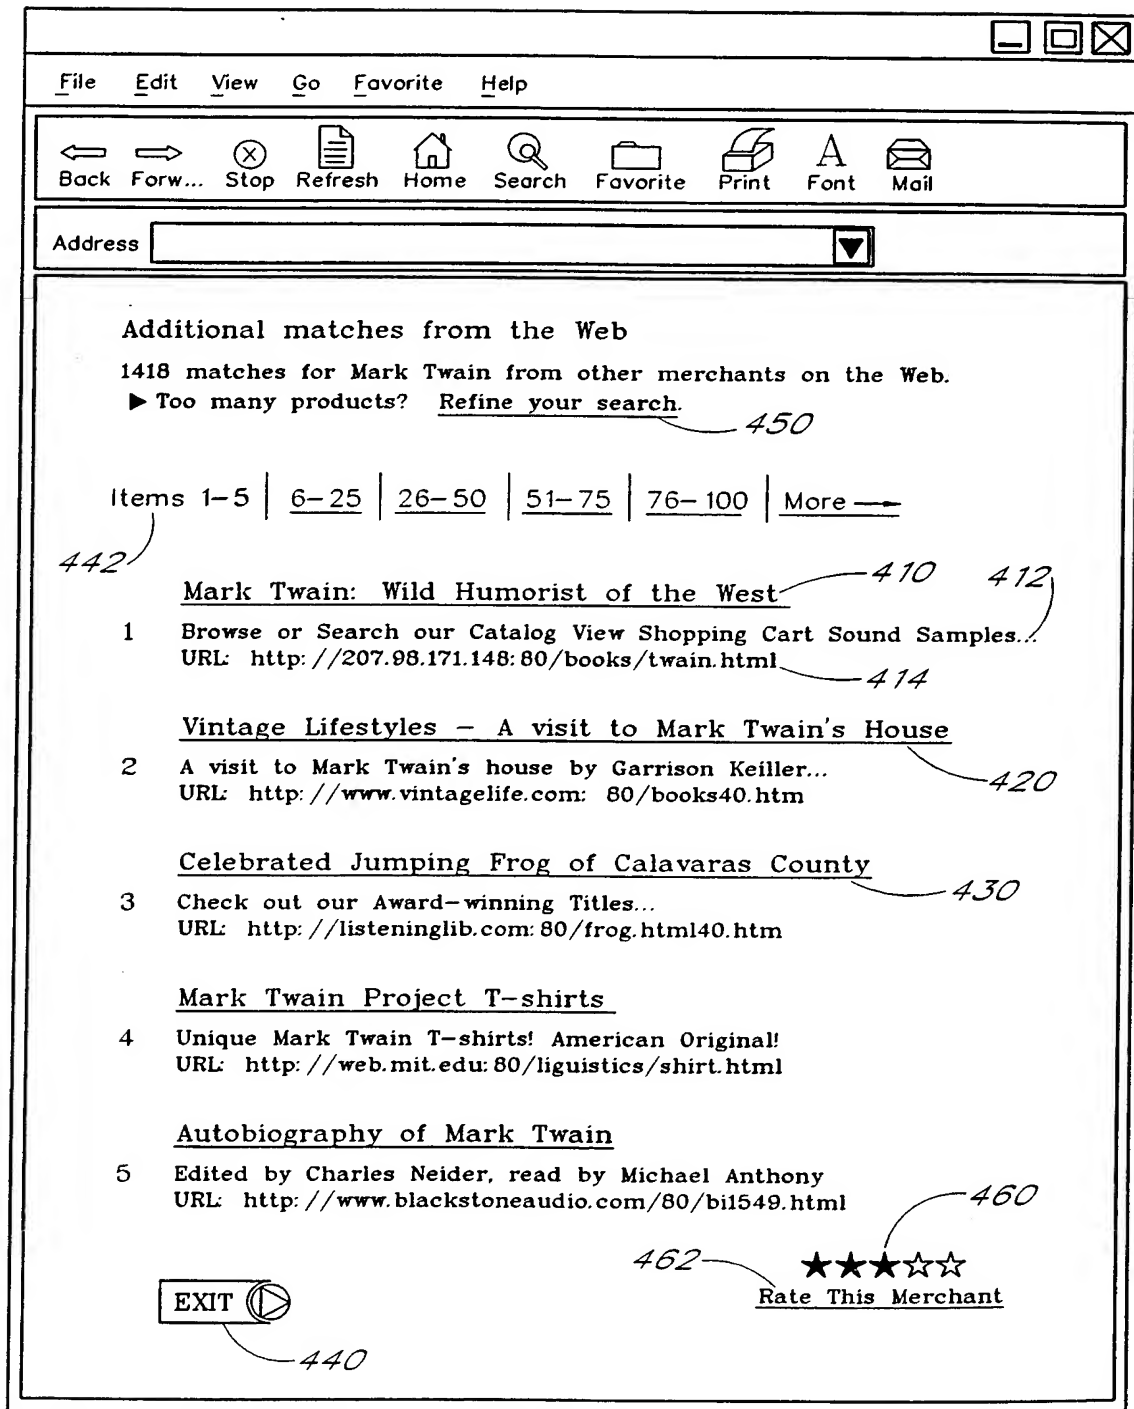 File Edit View Go Favorite Help
Back Forw... Stop Refresh Home Search Favorite Print Font Mail
A
Address
Additional matches from the Web
1418 matches for Mark Twain from other merchants on the Web.
▶ Too many products? Refine your search.
450
Items 1-5 | 6-25 | 26-50 | 51-75 | 76-100 | More →
442
Mark Twain: Wild Humorist of the West 410 412
1 Browse or Search our Catalog View Shopping Cart Sound Samples...
URL: http://207.98.171.148:80/books/twain.html
414
Vintage Lifestyles – A visit to Mark Twain's House
2 A visit to Mark Twain's house by Garrison Keiller...
420
URL: http://www.vintagelife.com: 80/books40.htm
Celebrated Jumping Frog of Calavaras County
430
3 Check out our Award-winning Titles...
URL: http://listeninglib.com:80/frog.html40.htm
Mark Twain Project T-shirts
4 Unique Mark Twain T-shirts! American Original!
URL: http://web.mit.edu:80/liguistics/shirt.html
Autobiography of Mark Twain
5 Edited by Charles Neider, read by Michael Anthony
URL: http://www.blackstoneaudio.com/80/bi1549.html
460
462
★★★☆☆
Rate This Merchant
EXIT
440